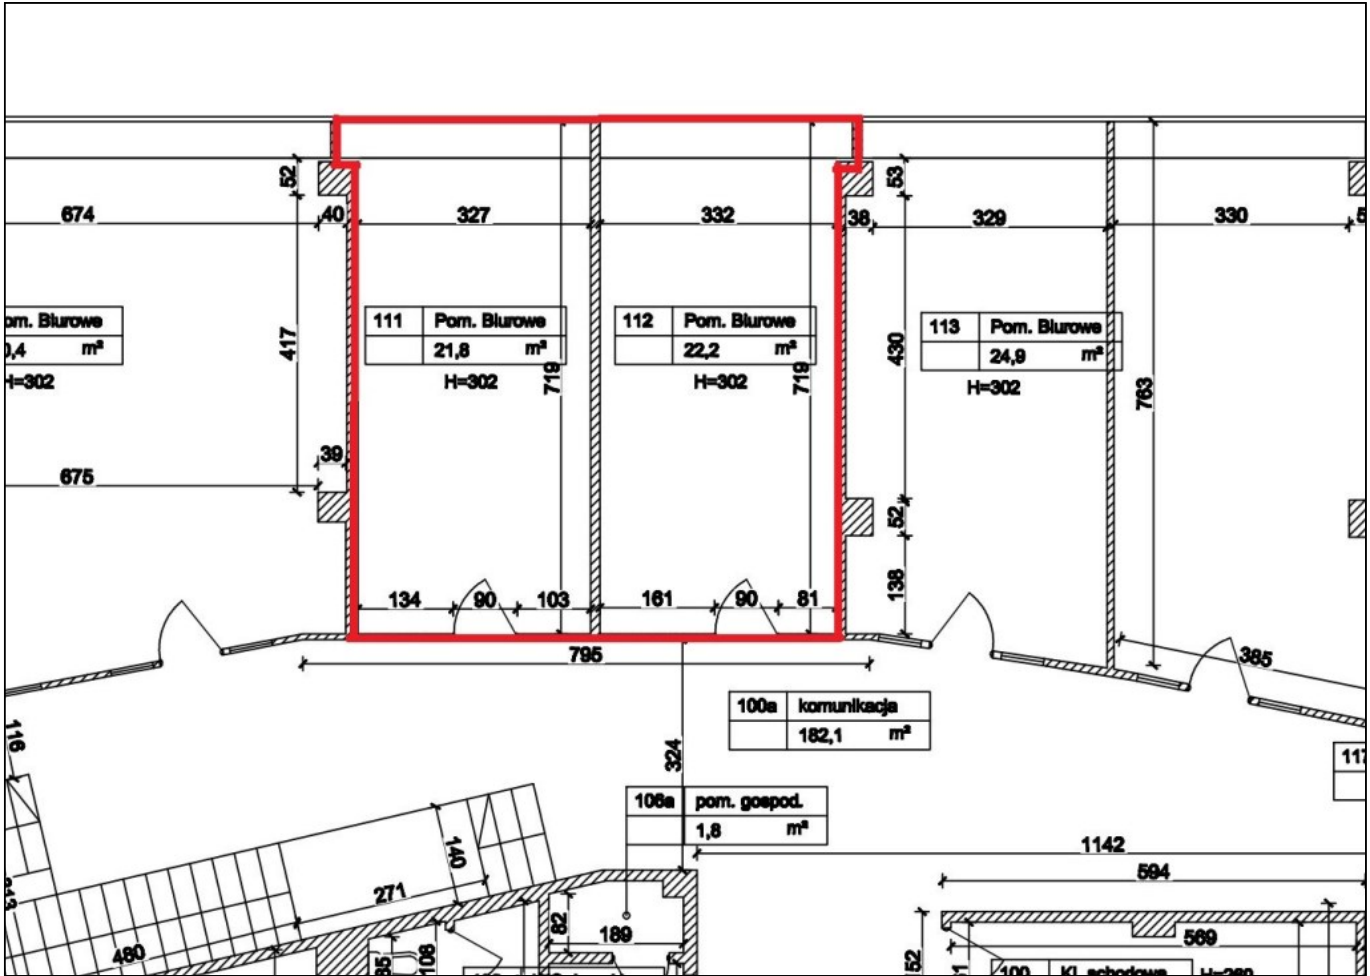 52
53
674
40
327
332
38
329
330
om. Biurowe
0,4 m²
H=302
111 Pom. Biurowe
21,8 m²
H=302
112 Pom. Biurowe
22,2 m²
H=302
113 Pom. Biurowe
24,9 m²
H=302
417
719
719
430
763
39
675
52
138
134
90
103
161
90
81
795
385
100a komunikacja
182,1 m²
116
324
117
106a pom. gospod.
1,8 m²
140
1142
594
271
82
189
480
85
108
52
569
100 Kl. schodowa H=260